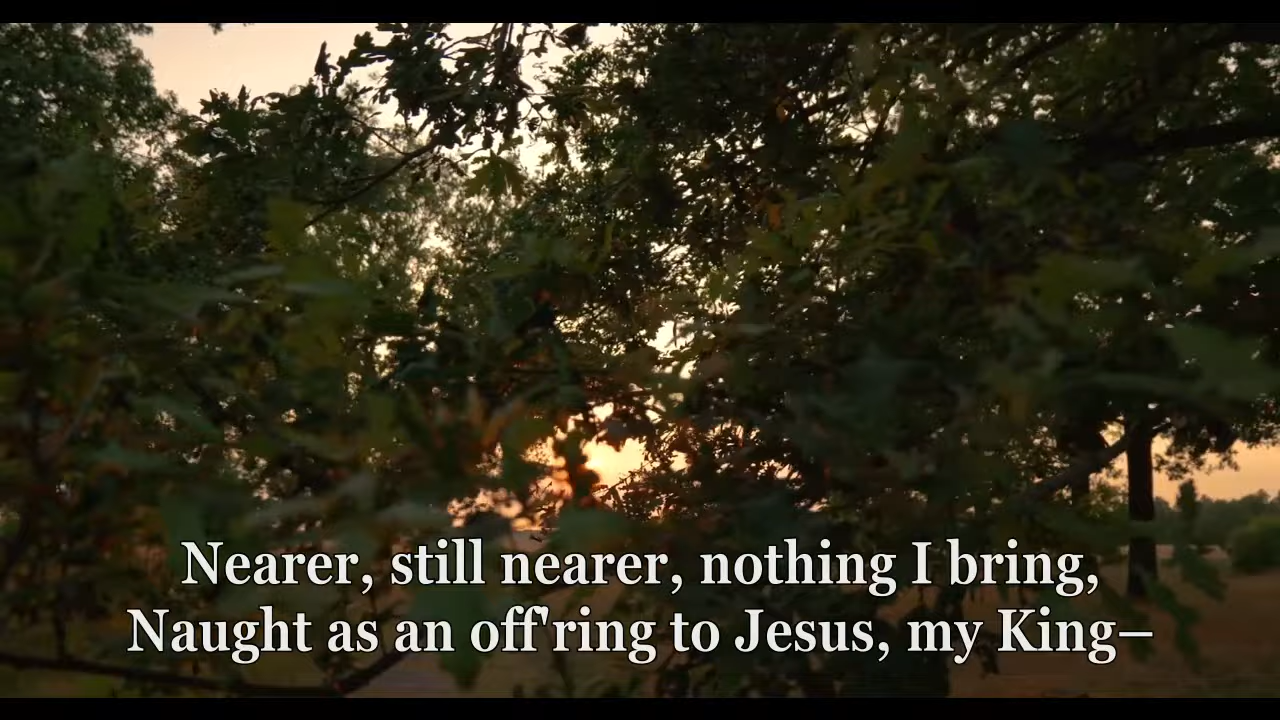 Nearer, still nearer, nothing I bring,
Naught as an off'ring to Jesus, my King—